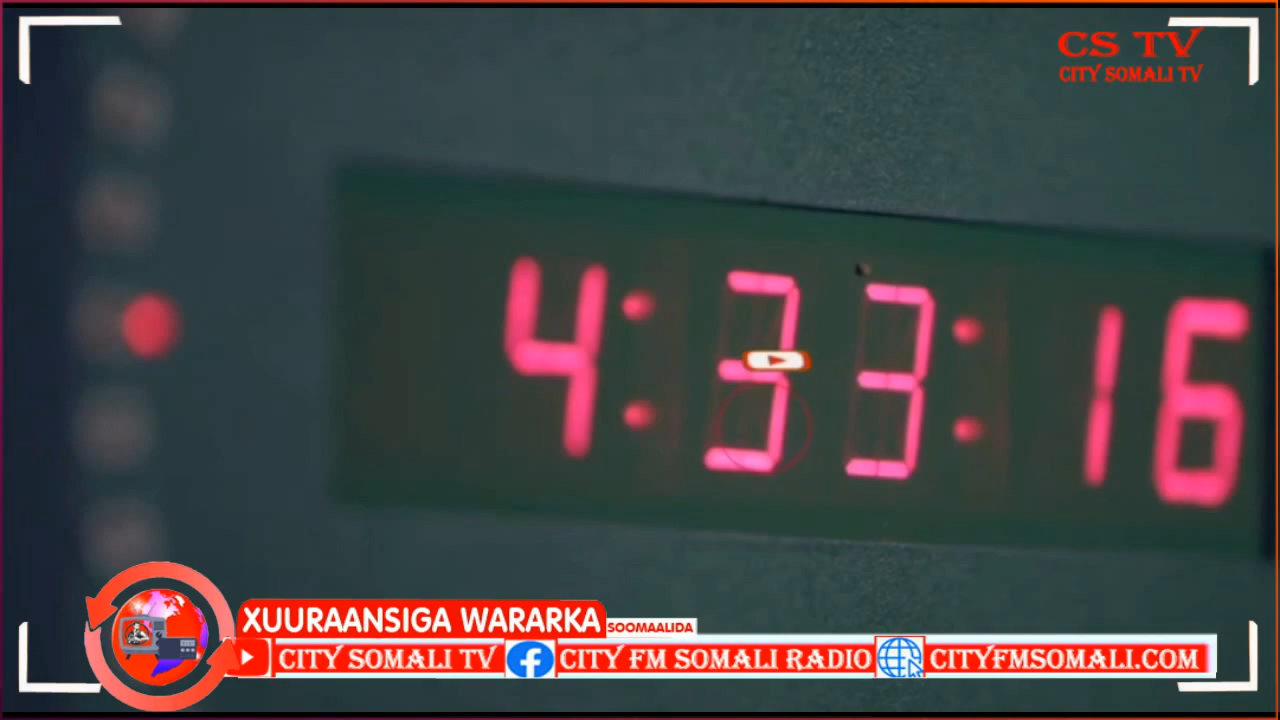 CS TV
CITY SOMALI TV
4:33:16
XUURAANSIGA WARARKA
SOOMAALIDA
CITY SOMALI TV CITY FM SOMALI RADIO CITYFMSOMALI.COM